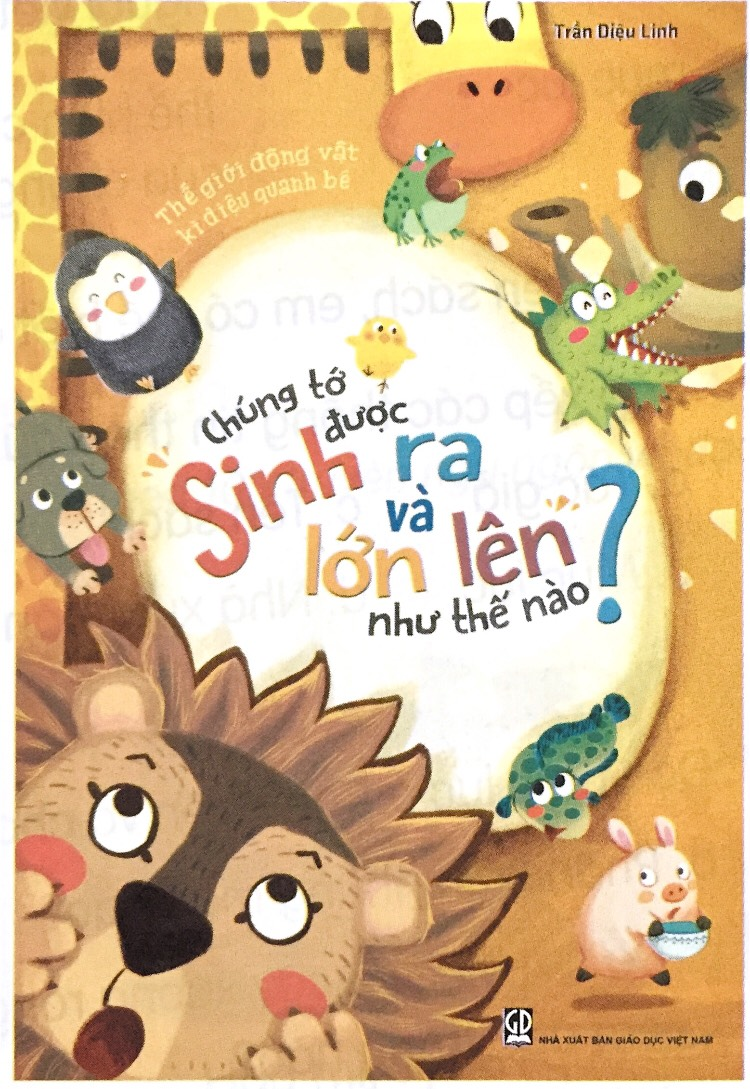 Trần Diệu Linh
Thế giới động vật
kì diệu quanh bé
Chúng tớ
được
Sinh ra
và
lớn lên
như thế nào?
GD
NHÀ XUẤT BẢN GIÁO DỤC VIỆT NAM